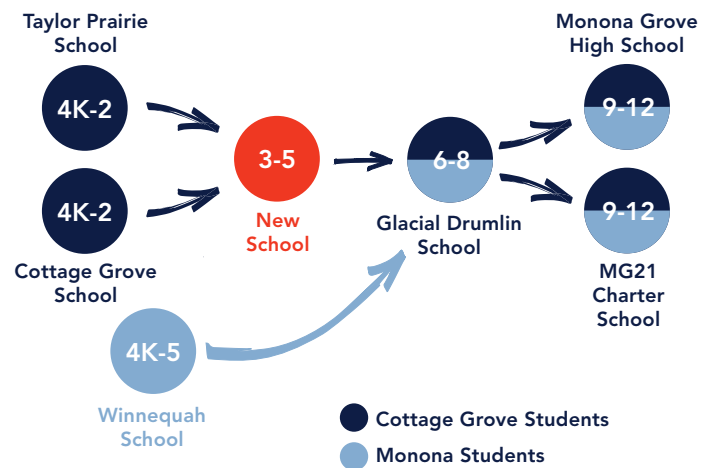 Taylor Prairie
School
4K-2
4K-2
Cottage Grove
School
3-5
New
School
4K-5
Winnequah
School
6-8
Glacial Drumlin
School
Monona Grove
High School
9-12
9-12
MG21
Charter
School
Cottage Grove Students
Monona Students